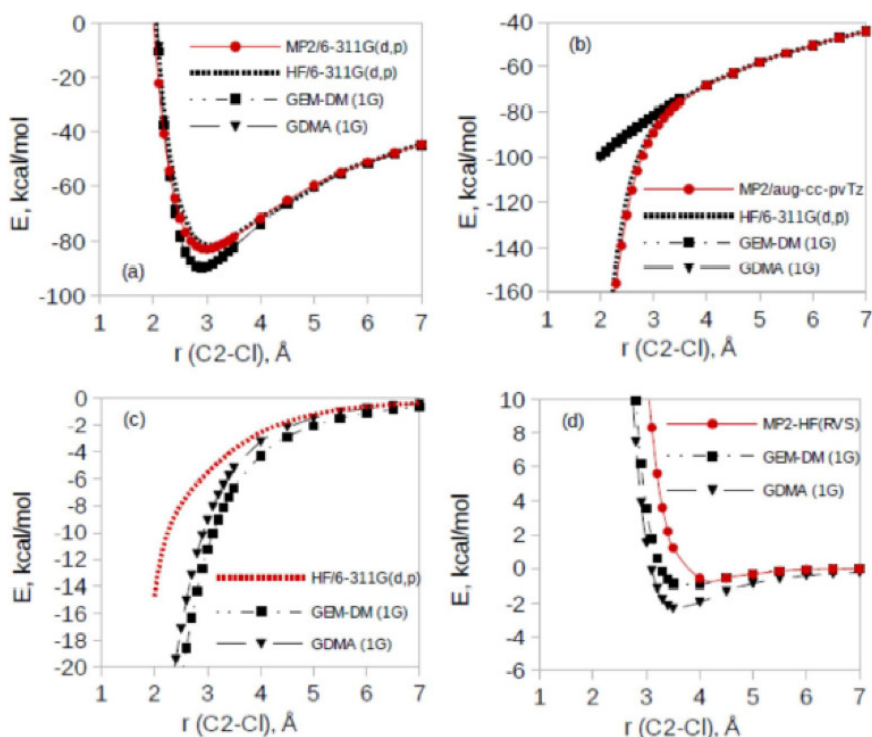 0
-20
-40
-60
-80
-100
1 2 3 4 5 6 7
E, kcal/mol
r (C2-Cl), Å
(a)
MP2/6-311G(d,p)
HF/6-311G(d,p)
GEM-DM (1G)
GDMA (1G)
-40
-60
-80
-100
-120
-140
-160
1 2 3 4 5 6 7
E, kcal/mol
r (C2-Cl), Å
(b)
MP2/aug-cc-pvTz
HF/6-311G(d,p)
GEM-DM (1G)
GDMA (1G)
0
-2
-4
-6
-8
-10
-12
-14
-16
-18
-20
1 2 3 4 5 6 7
E, kcal/mol
r (C2-Cl), Å
(c)
HF/6-311G(d,p)
GEM-DM (1G)
GDMA (1G)
10
8
6
4
2
0
-2
-4
-6
1 2 3 4 5 6 7
E, kcal/mol
r (C2-Cl), Å
(d)
MP2-HF(RVS)
GEM-DM (1G)
GDMA (1G)